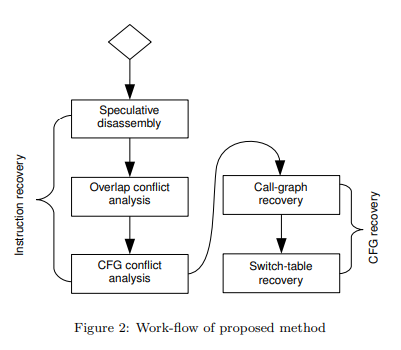 Speculative
disassembly
Overlap conflict
analysis
CFG conflict
analysis
Instruction recovery
Call-graph
recovery
Switch-table
recovery
CFG recovery
Figure 2: Work-flow of proposed method